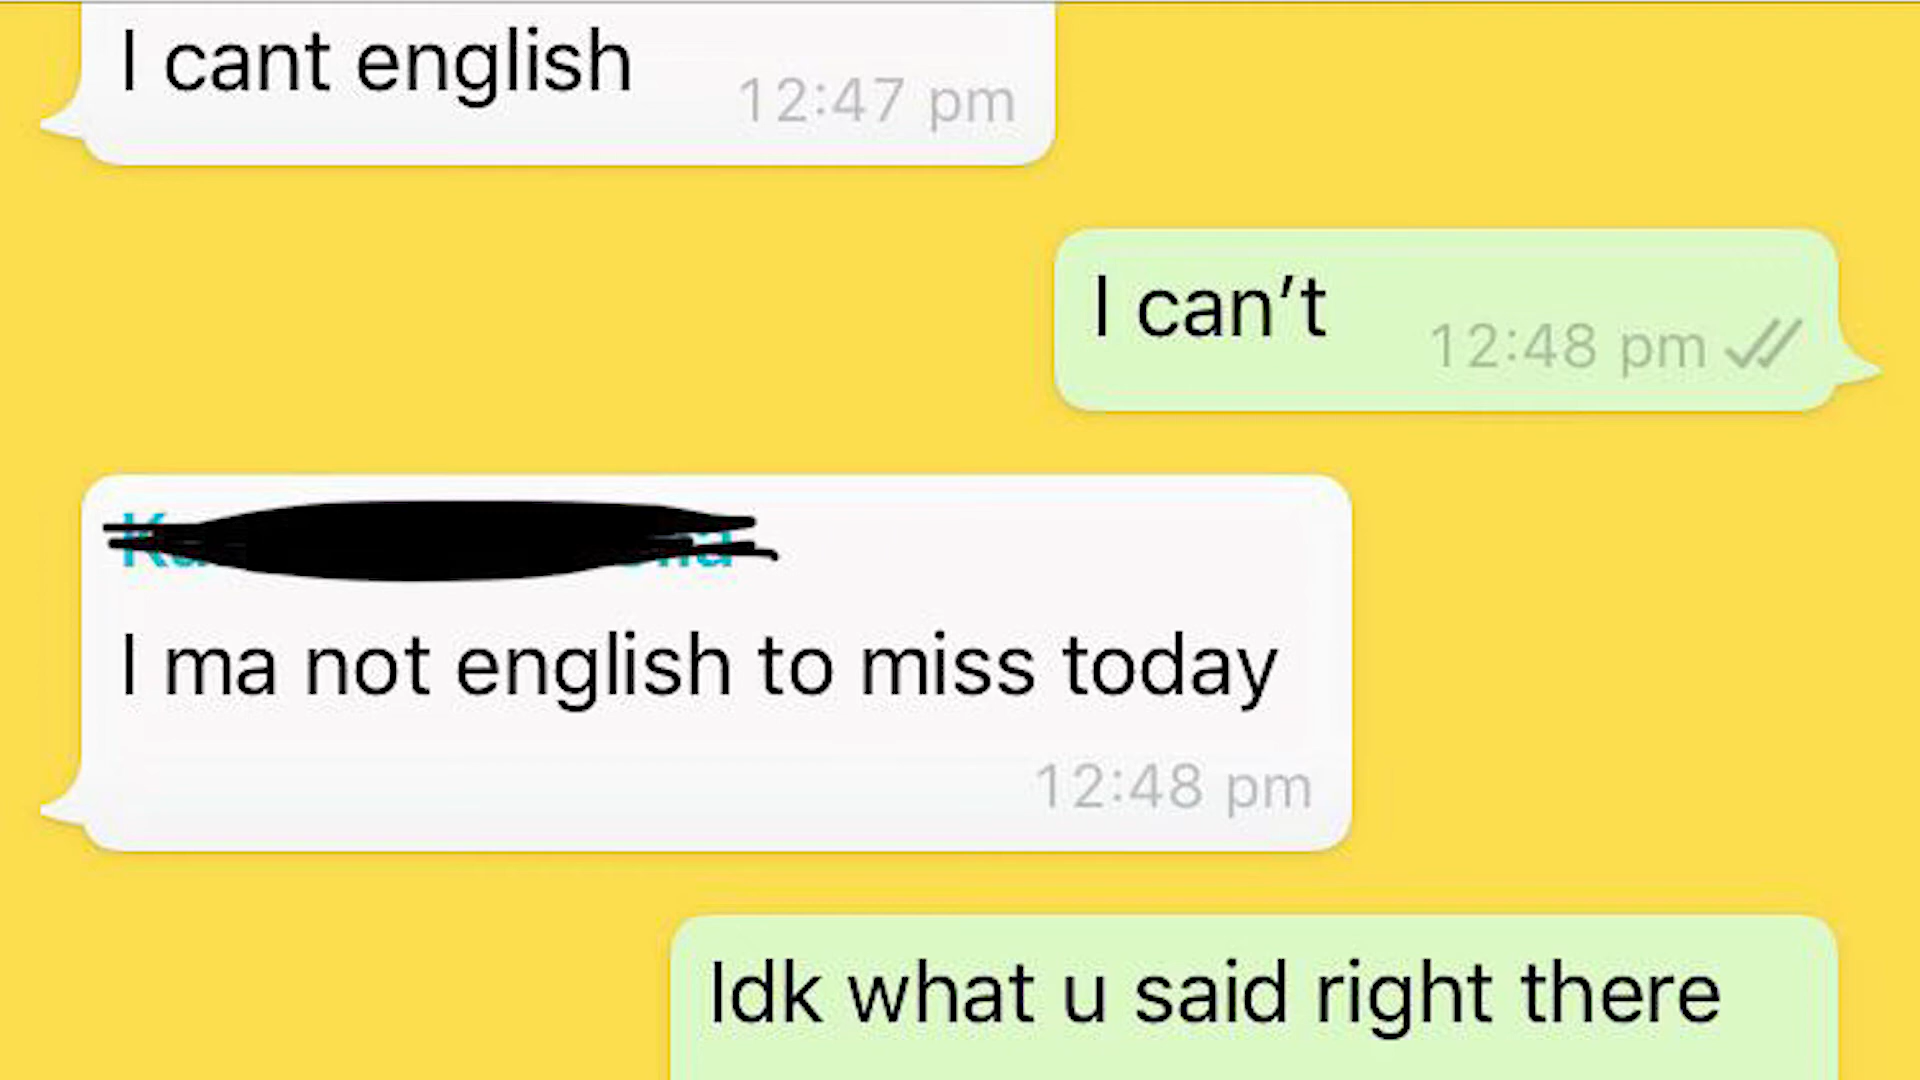 I cant english
12:47 pm
I can’t
12:48 pm
I ma not english to miss today
12:48 pm
Idk what u said right there